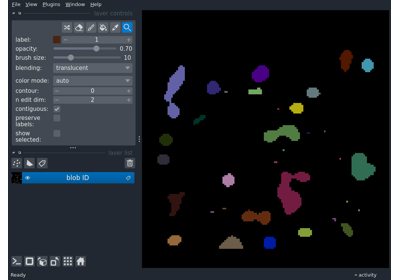 File View Plugins Window Help
layer controls
label: 1
opacity: 0.70
brush size: 10
blending: translucent
color mode: auto
contour: 0
n edit dim: 2
contiguous:
preserve
labels:
show
selected:
layer list
blob ID
Ready
activity